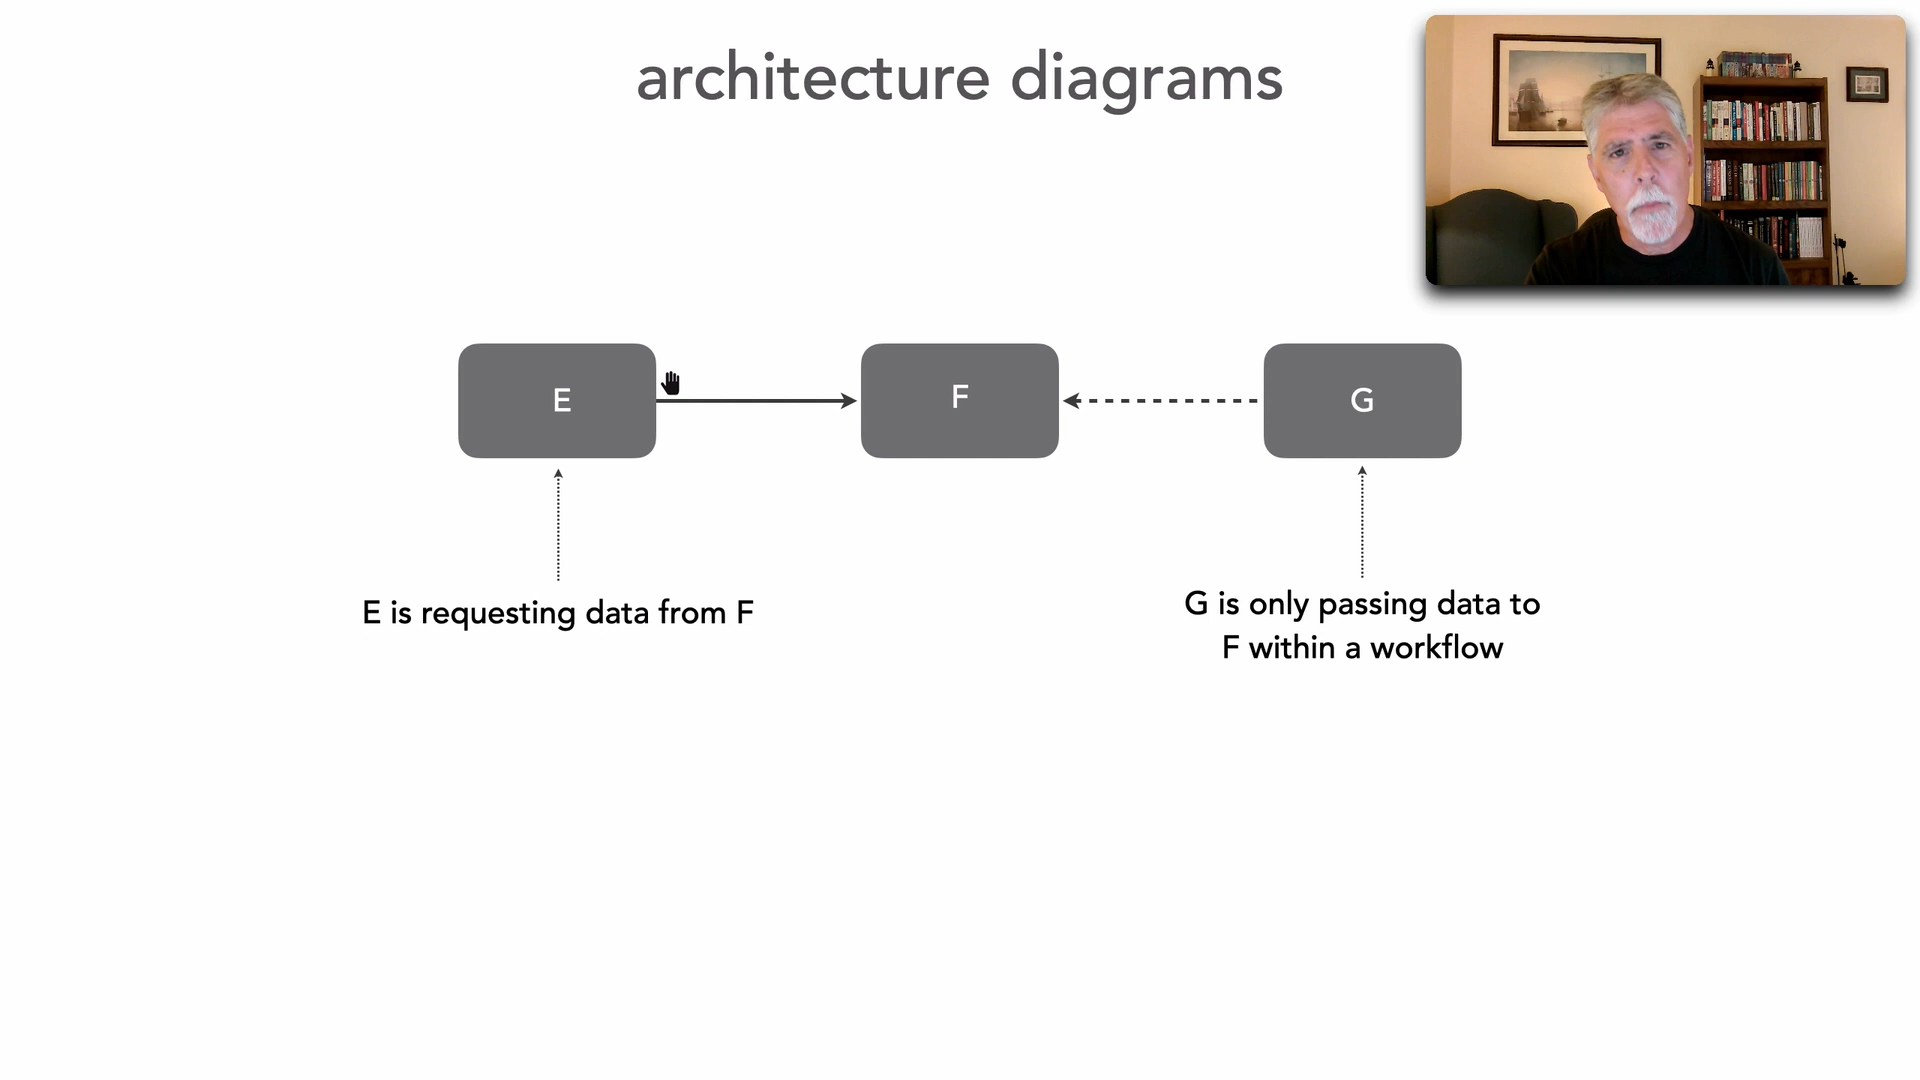 architecture diagrams
E
F
G
E is requesting data from F
G is only passing data to
F within a workflow